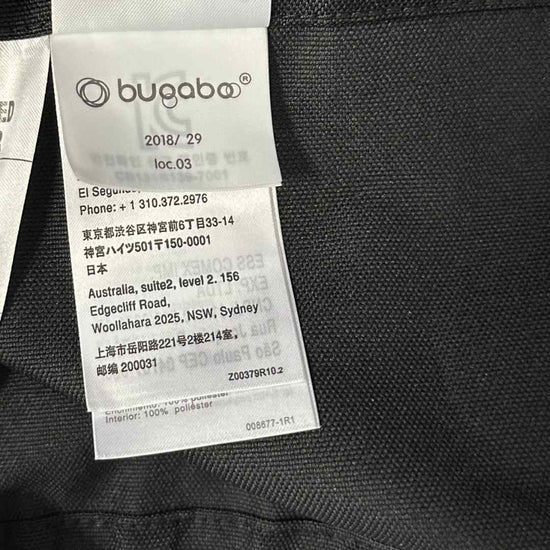 bugaboo®
2018/ 29
loc.03
El Segundo
Phone: + 1 310.372.2976
東京都渋谷区神宮前6丁目33-14
神宮ハイツ501〒150-0001
日本
Australia, suite2, level 2. 156
Edgecliff Road,
Woollahara 2025, NSW, Sydney
上海市岳阳路221号2楼214室。
邮编 200031
Z00379R10.2
Interior: 100% poliéster
008677-1R1